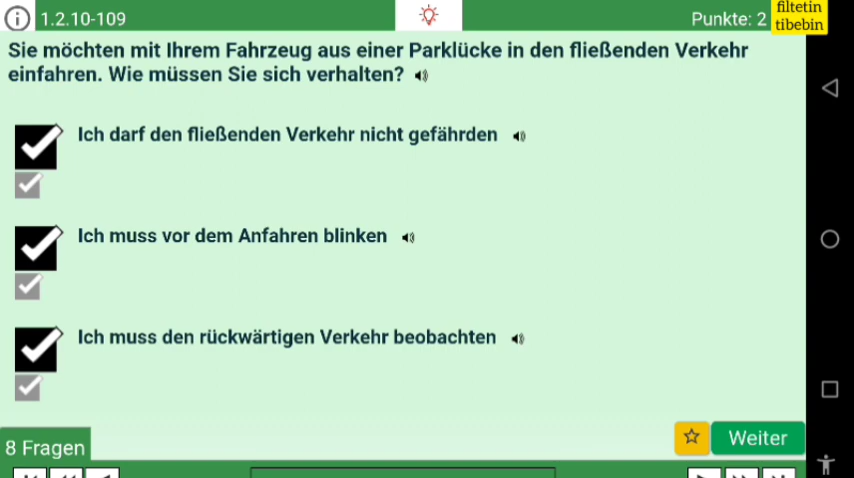 1.2.10-109
Punkte: 2
filtetin
tibebin
Sie möchten mit Ihrem Fahrzeug aus einer Parklücke in den fließenden Verkehr
einfahren. Wie müssen Sie sich verhalten?
Ich darf den fließenden Verkehr nicht gefährden
Ich muss vor dem Anfahren blinken
Ich muss den rückwärtigen Verkehr beobachten
8 Fragen
Weiter